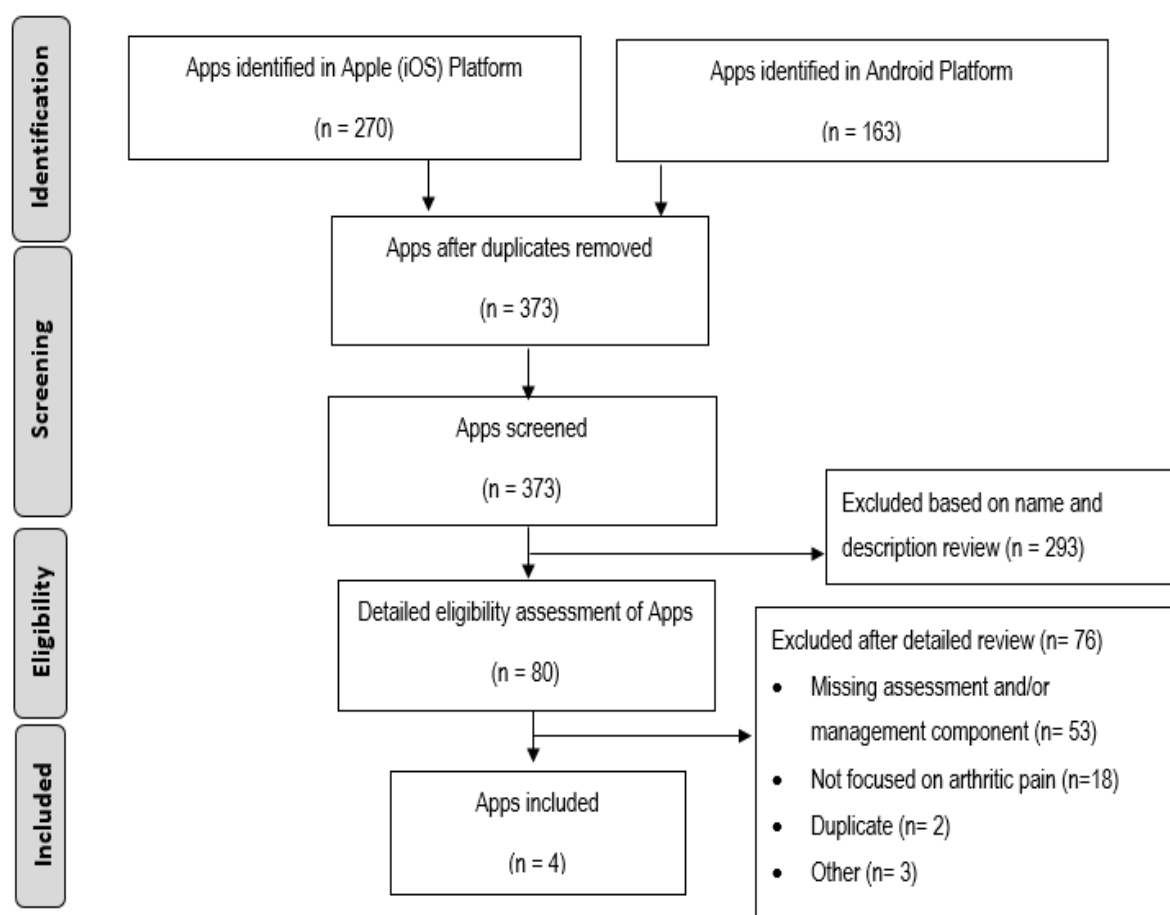 Identification
Apps identified in Apple (iOS) Platform
(n = 270)
Apps identified in Android Platform
(n = 163)
Apps after duplicates removed
(n = 373)
Screening
Apps screened
(n = 373)
Excluded based on name and
description review (n = 293)
Eligibility
Detailed eligibility assessment of Apps
(n = 80)
Excluded after detailed review (n= 76)
• Missing assessment and/or
management component (n= 53)
• Not focused on arthritic pain (n=18)
• Duplicate (n= 2)
• Other (n= 3)
Included
Apps included
(n = 4)